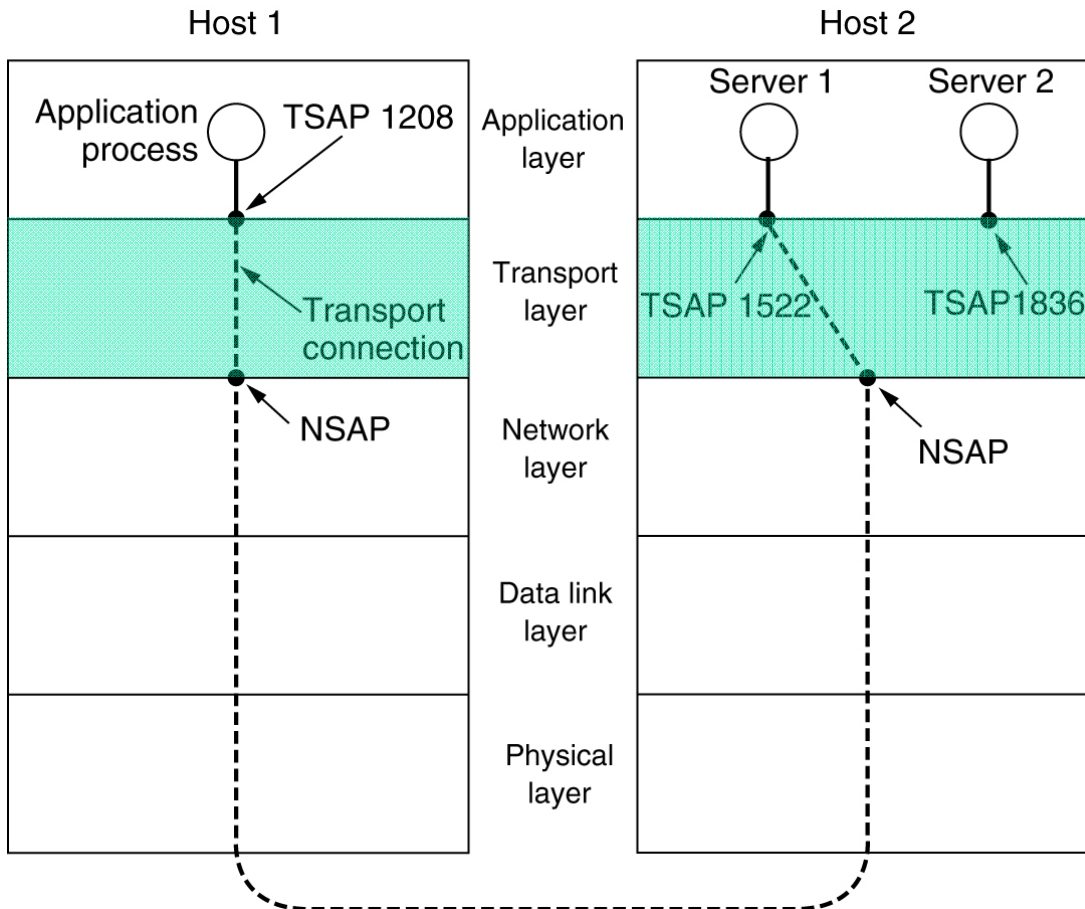 Host 1
Host 2
Application
process
TSAP 1208
Application
layer
Server 1
Server 2
Transport
connection
Transport
layer
TSAP 1522
TSAP1836
NSAP
Network
layer
NSAP
Data link
layer
Physical
layer